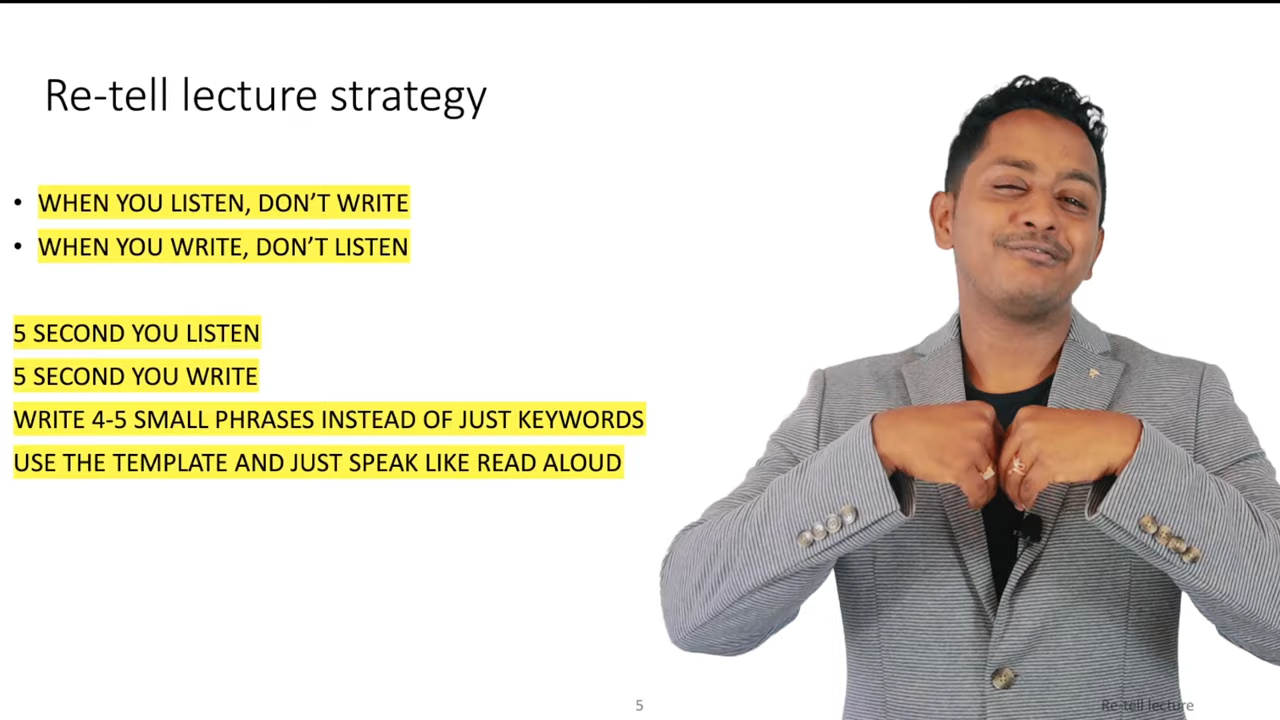 Re-tell lecture strategy
• WHEN YOU LISTEN, DON’T WRITE
• WHEN YOU WRITE, DON’T LISTEN
5 SECOND YOU LISTEN
5 SECOND YOU WRITE
WRITE 4-5 SMALL PHRASES INSTEAD OF JUST KEYWORDS
USE THE TEMPLATE AND JUST SPEAK LIKE READ ALOUD
5
Re-tell lecture